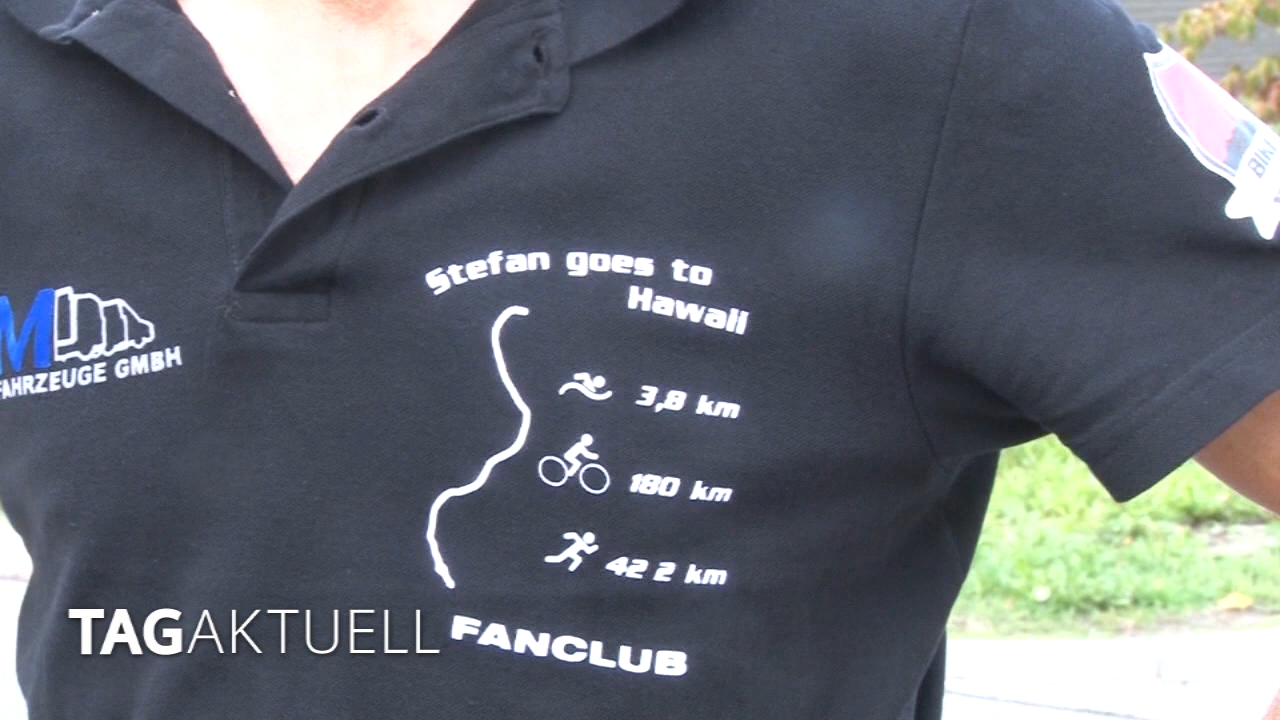 Stefan goes to
Hawaii
M
FAHRZEUGE GMBH
3,8 km
180 km
42 2 km
FANCLUB
TAGAKTUELL